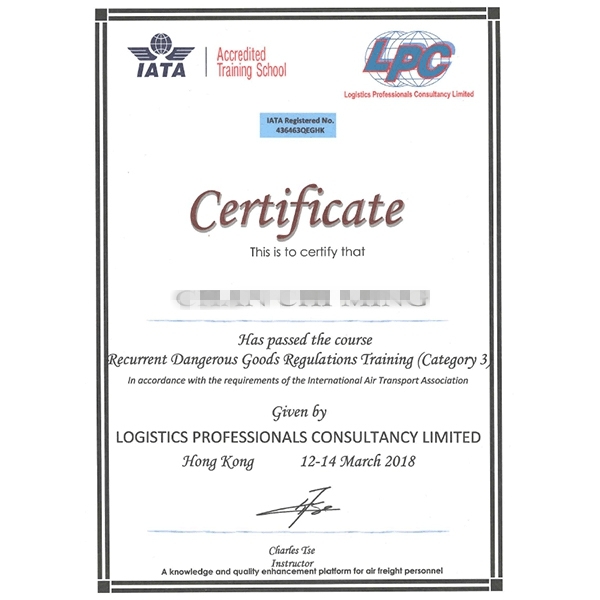 IATA
Accredited
Training School
LPC
Logistics Professionals Consultancy Limited
IATA Registered No.
436463QEGHK
Certificate
This is to certify that
Has passed the course
Recurrent Dangerous Goods Regulations Training (Category 3)
In accordance with the requirements of the International Air Transport Association
Given by
LOGISTICS PROFESSIONALS CONSULTANCY LIMITED
Hong Kong 12-14 March 2018
Charles Tse
Instructor
A knowledge and quality enhancement platform for air freight personnel